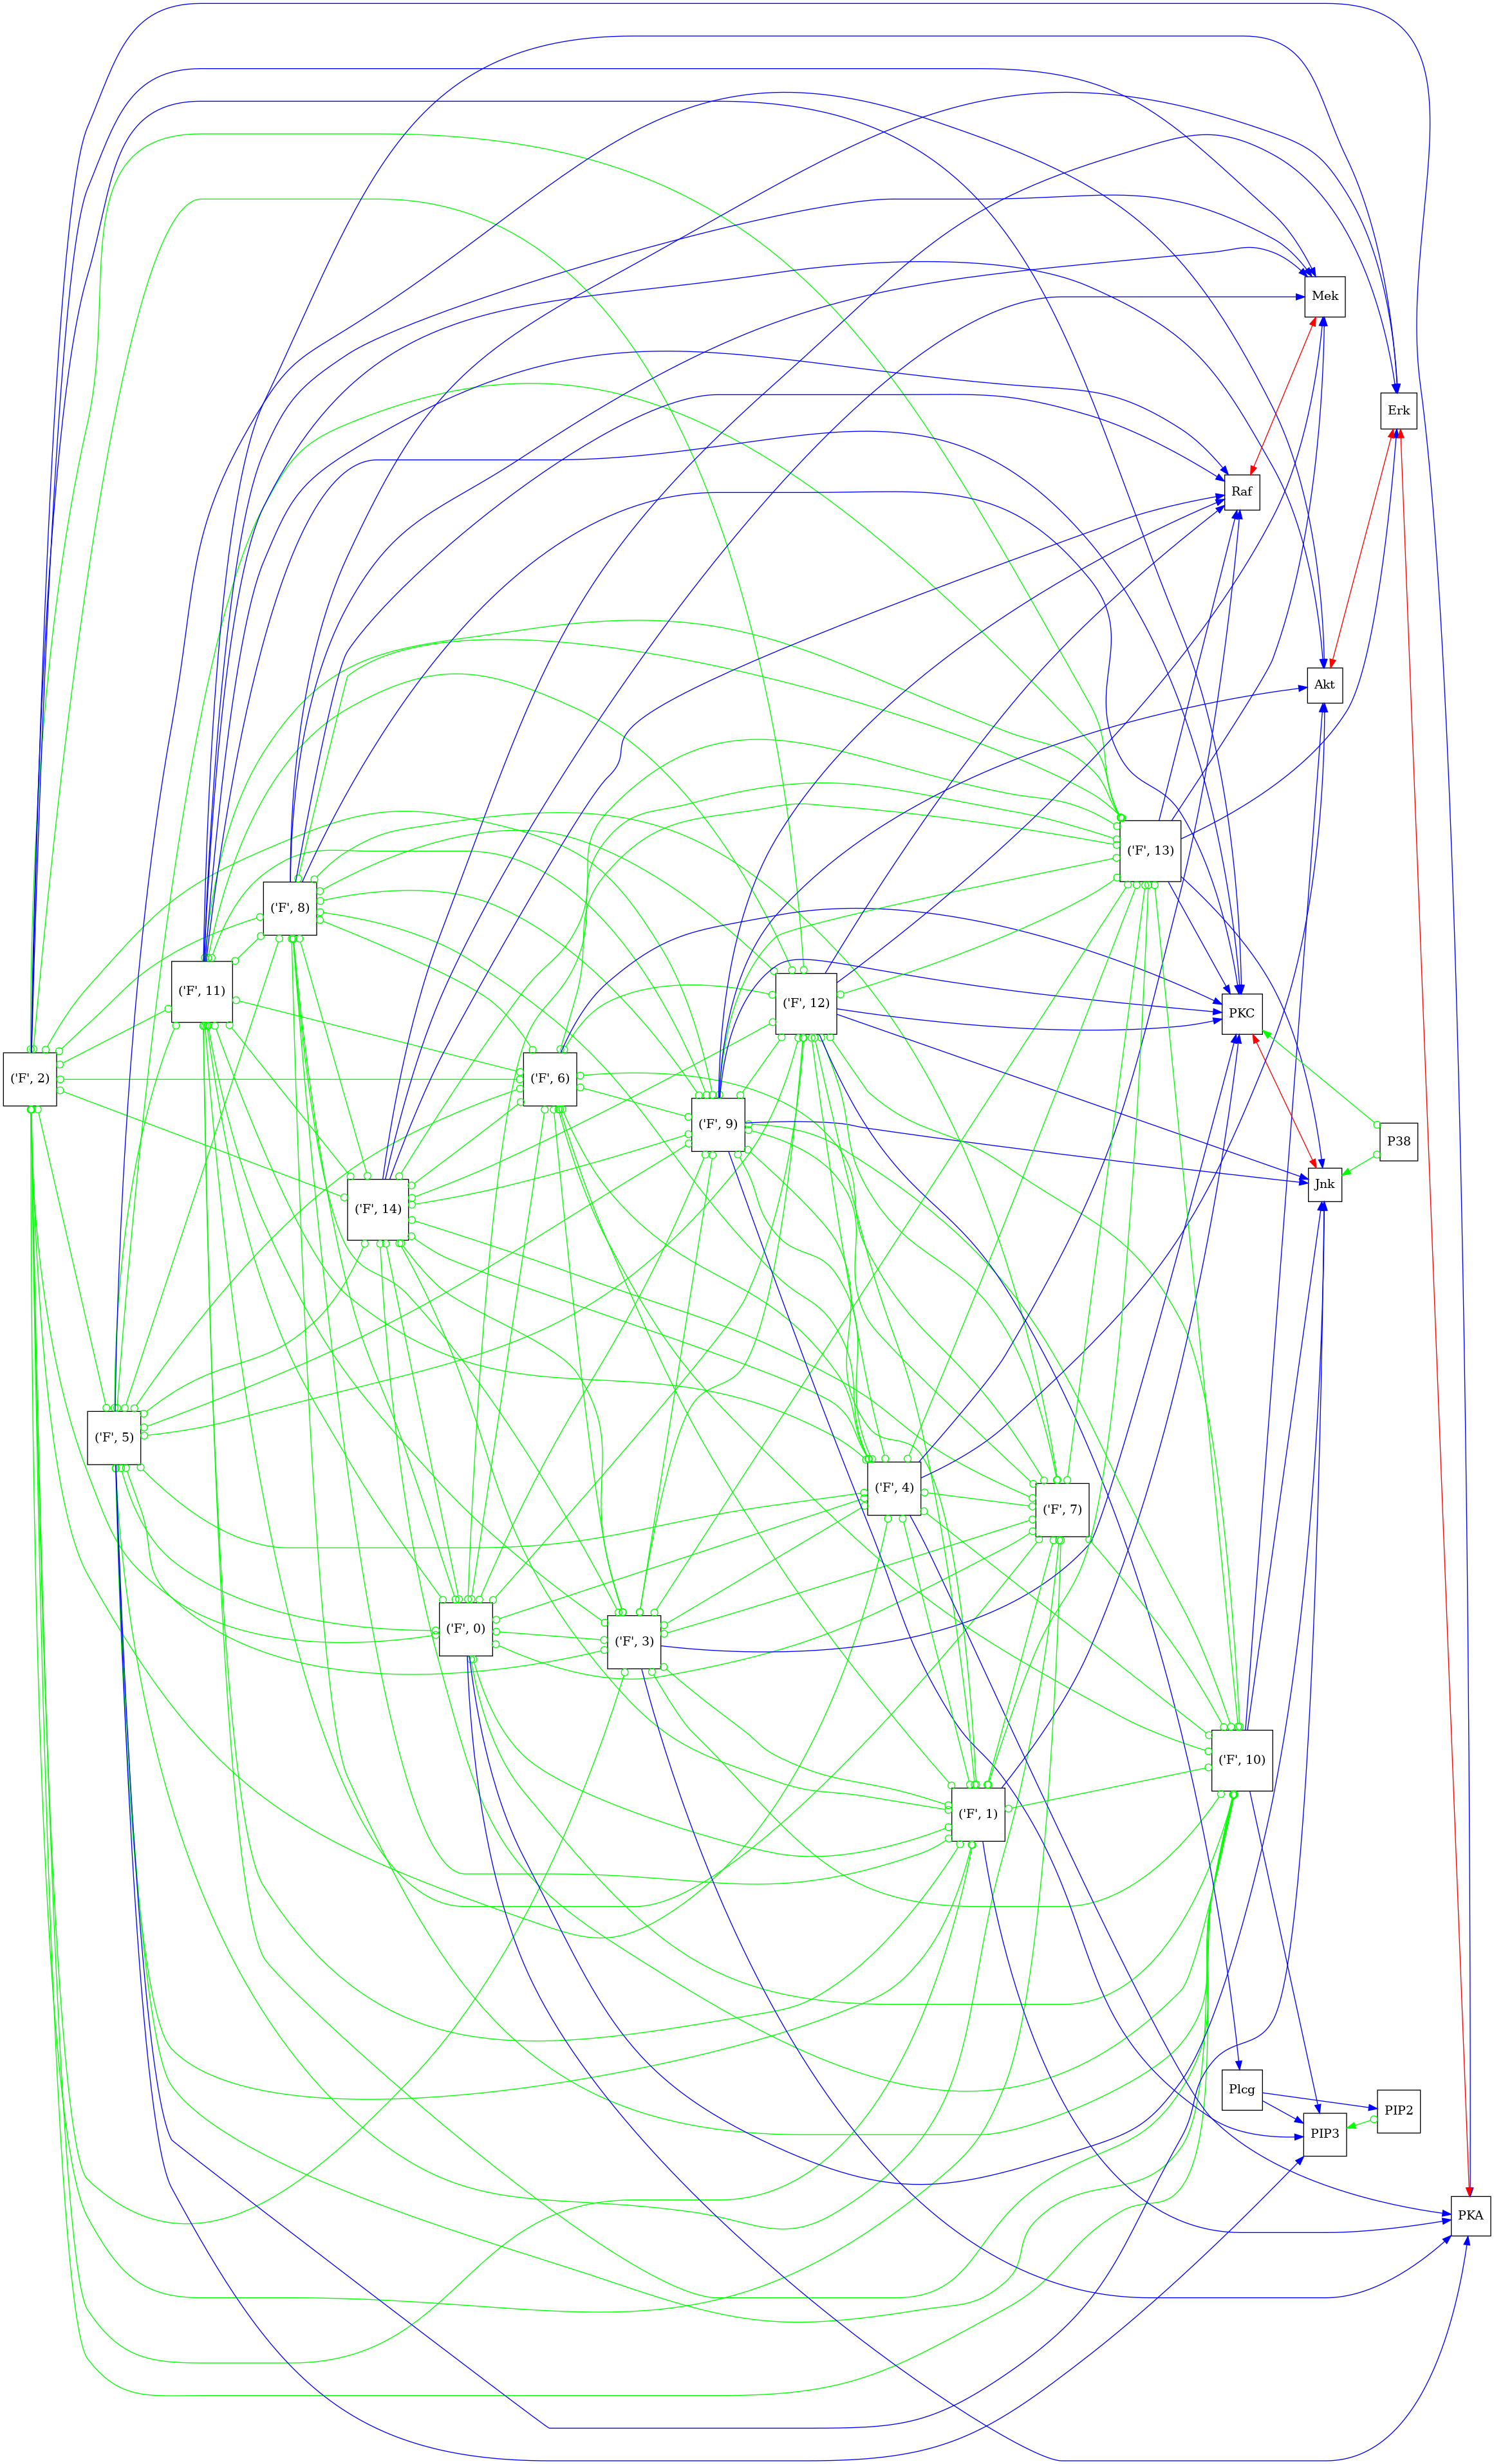 Mek
Erk
Raf
Akt
('F', 13)
('F', 8)
('F', 11)
('F', 12)
PKC
('F', 2)
('F', 6)
('F', 9)
P38
Jnk
('F', 14)
('F', 5)
('F', 4)
('F', 7)
('F', 0)
('F', 3)
('F', 10)
('F', 1)
Plcg
PIP2
PIP3
PKA